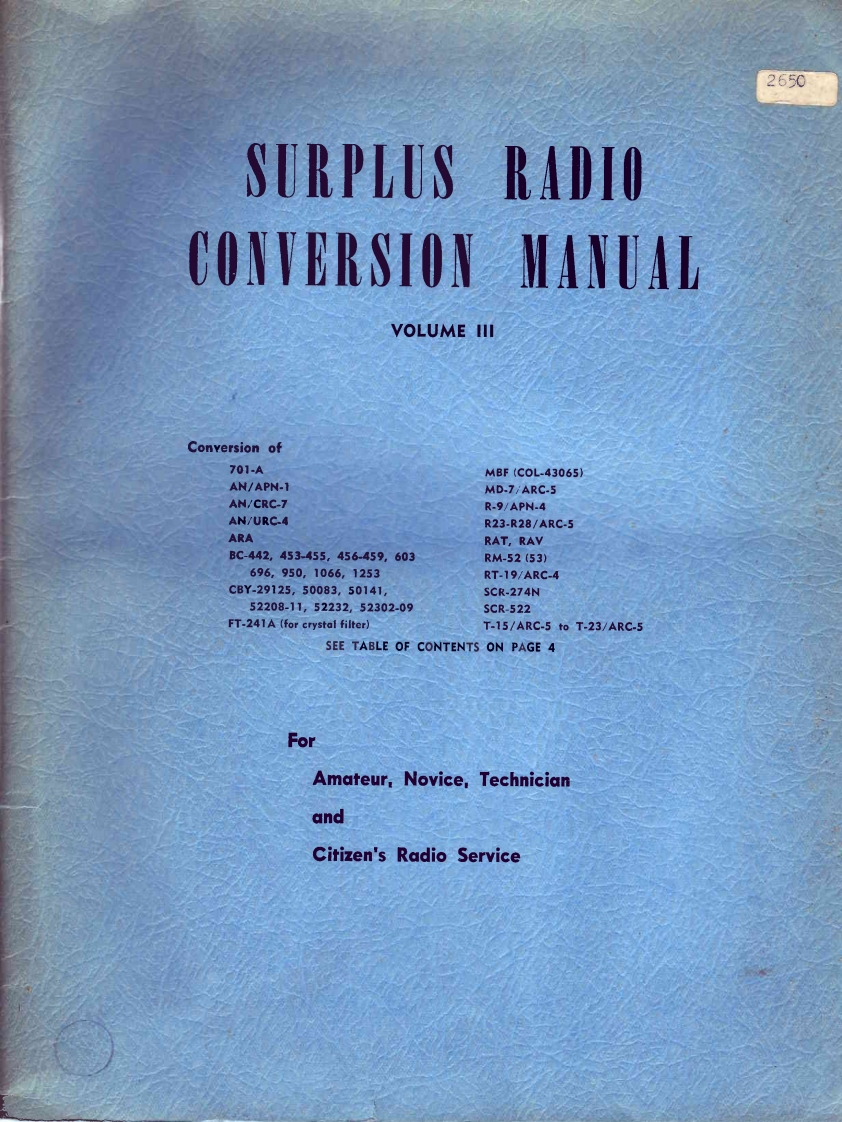 2650
SURPLUS RADIO
CONVERSION MANUAL
VOLUME III
Conversion of
701-A
AN/APN-1
AN/CRC-7
AN/URC-4
ARA
BC-442, 453-455, 456-459, 603
696, 950, 1066, 1253
CBY-29125, 50083, 50141,
52208-11, 52232, 52302-09
FT-241A (for crystal filter)
MBF (COL-43065)
MD-7/ARC-5
R-9/APN-4
R23-R28/ARC-5
RAT, RAV
RM-52 (53)
RT-19/ARC-4
SCR-274N
SCR-522
T-15/ARC-5 to T-23/ARC-5
SEE TABLE OF CONTENTS ON PAGE 4
For
Amateur, Novice, Technician
and
Citizen's Radio Service